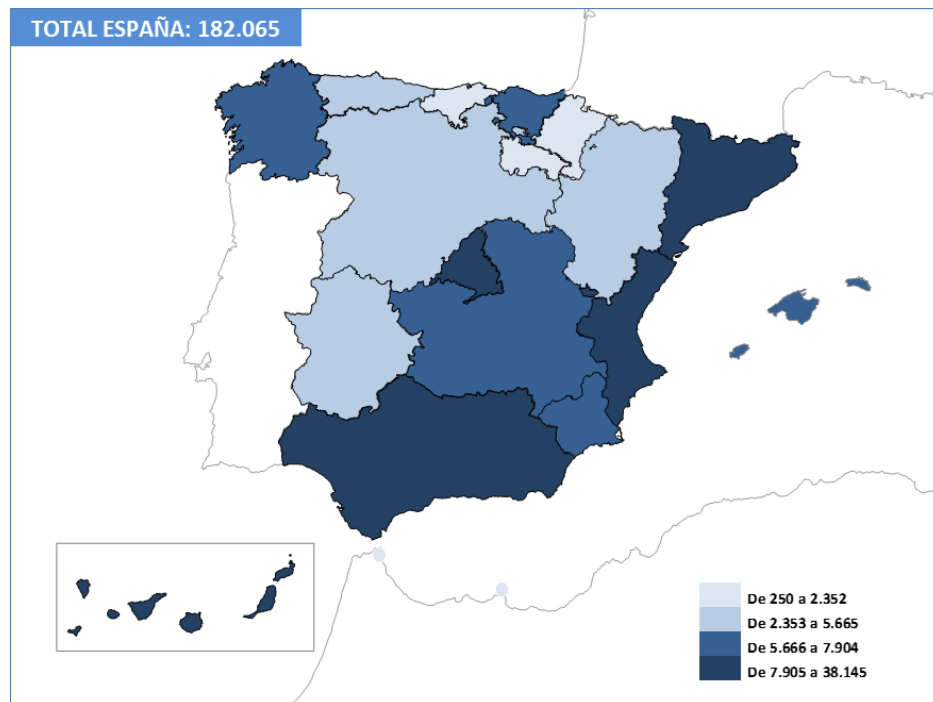 TOTAL ESPAÑA: 182.065
De 250 a 2.352
De 2.353 a 5.665
De 5.666 a 7.904
De 7.905 a 38.145